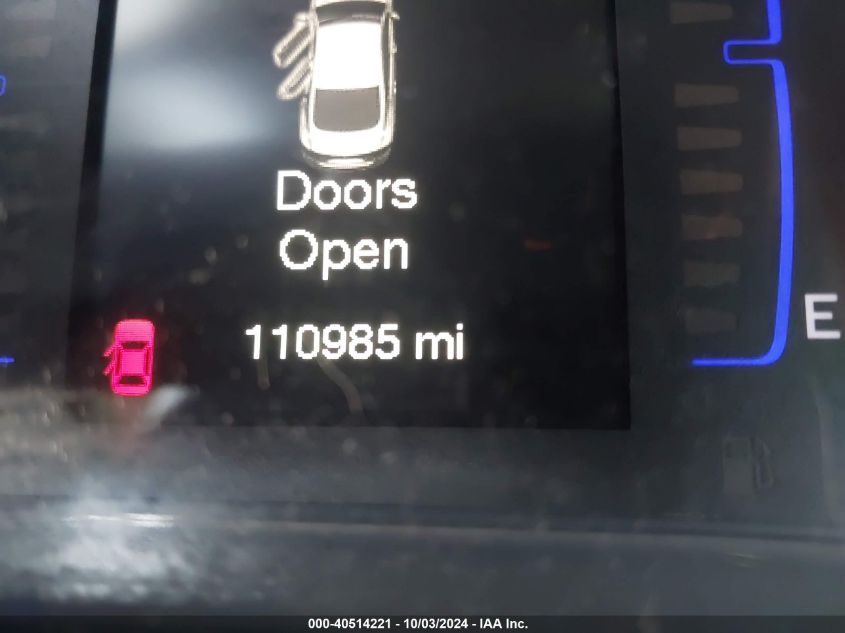 Doors
Open
110985 mi
E
000-40514221 - 10/03/2024 - IAA Inc.